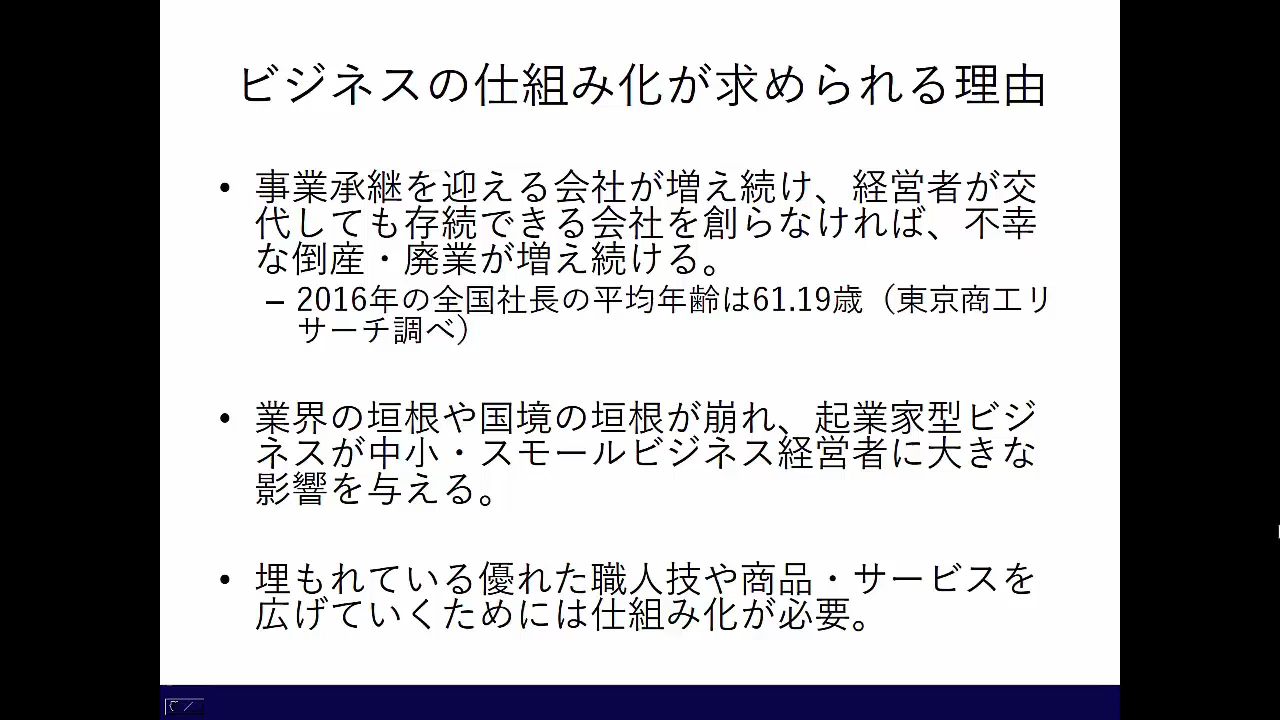 ビジネスの仕組み化が求められる理由
• 事業承継を迎える会社が増え続け、経営者が交
代しても存続できる会社を創らなければ、不幸
な倒産・廃業が増え続ける。
– 2016年の全国社長の平均年齢は61.19歳（東京商工リ
サーチ調べ）
• 業界の垣根や国境の垣根が崩れ、起業家型ビジ
ネスが中小・スモールビジネス経営者に大きな
影響を与える。
• 埋もれている優れた職人技や商品・サービスを
広げていくためには仕組み化が必要。